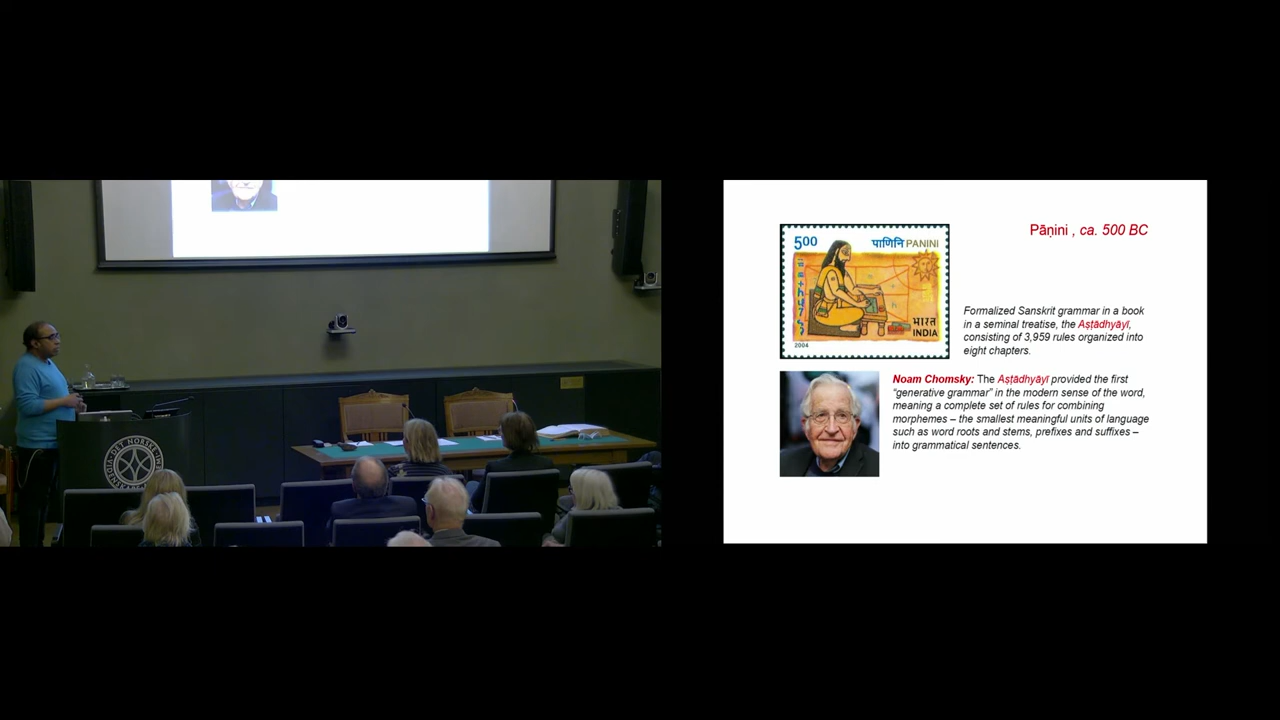 DET NORSKE
500
पाणिनि PANINI
भारत
INDIA
2004
Pāṇini , ca. 500 BC
Formalized Sanskrit grammar in a book
in a seminal treatise, the Aṣṭādhyāyī,
consisting of 3,959 rules organized into
eight chapters.
Noam Chomsky: The Aṣṭādhyāyī provided the first
“generative grammar” in the modern sense of the word,
meaning a complete set of rules for combining
morphemes – the smallest meaningful units of language
such as word roots and stems, prefixes and suffixes –
into grammatical sentences.